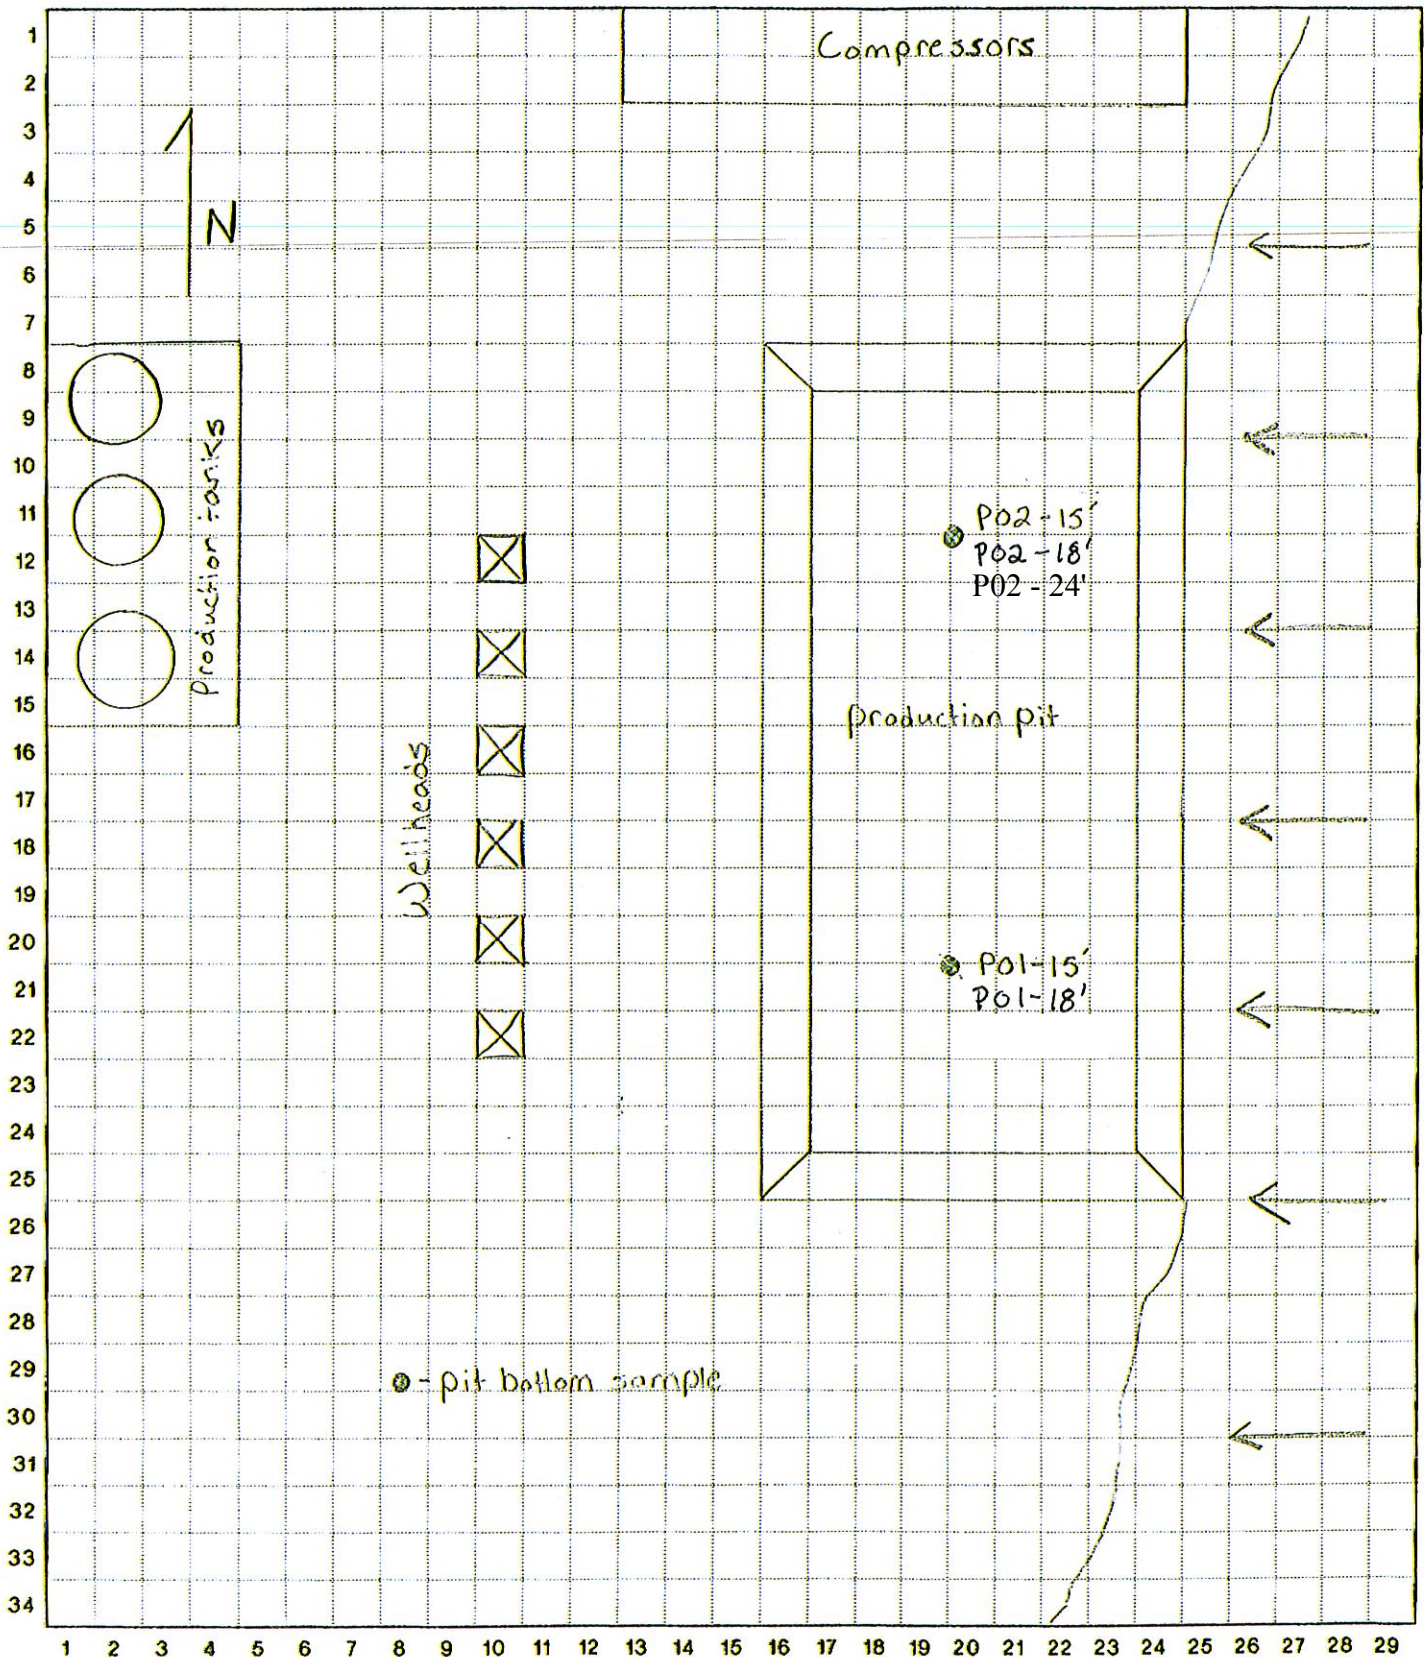 Compressors
N
Production tanks
P02-15'
P02-18'
P02 - 24'
production pit
Wellheads
P01-15'
P01-18'
- pit bottom sample
1
2
3
4
5
6
7
8
9
10
11
12
13
14
15
16
17
18
19
20
21
22
23
24
25
26
27
28
29
30
31
32
33
34
1 2 3 4 5 6 7 8 9 10 11 12 13 14 15 16 17 18 19 20 21 22 23 24 25 26 27 28 29